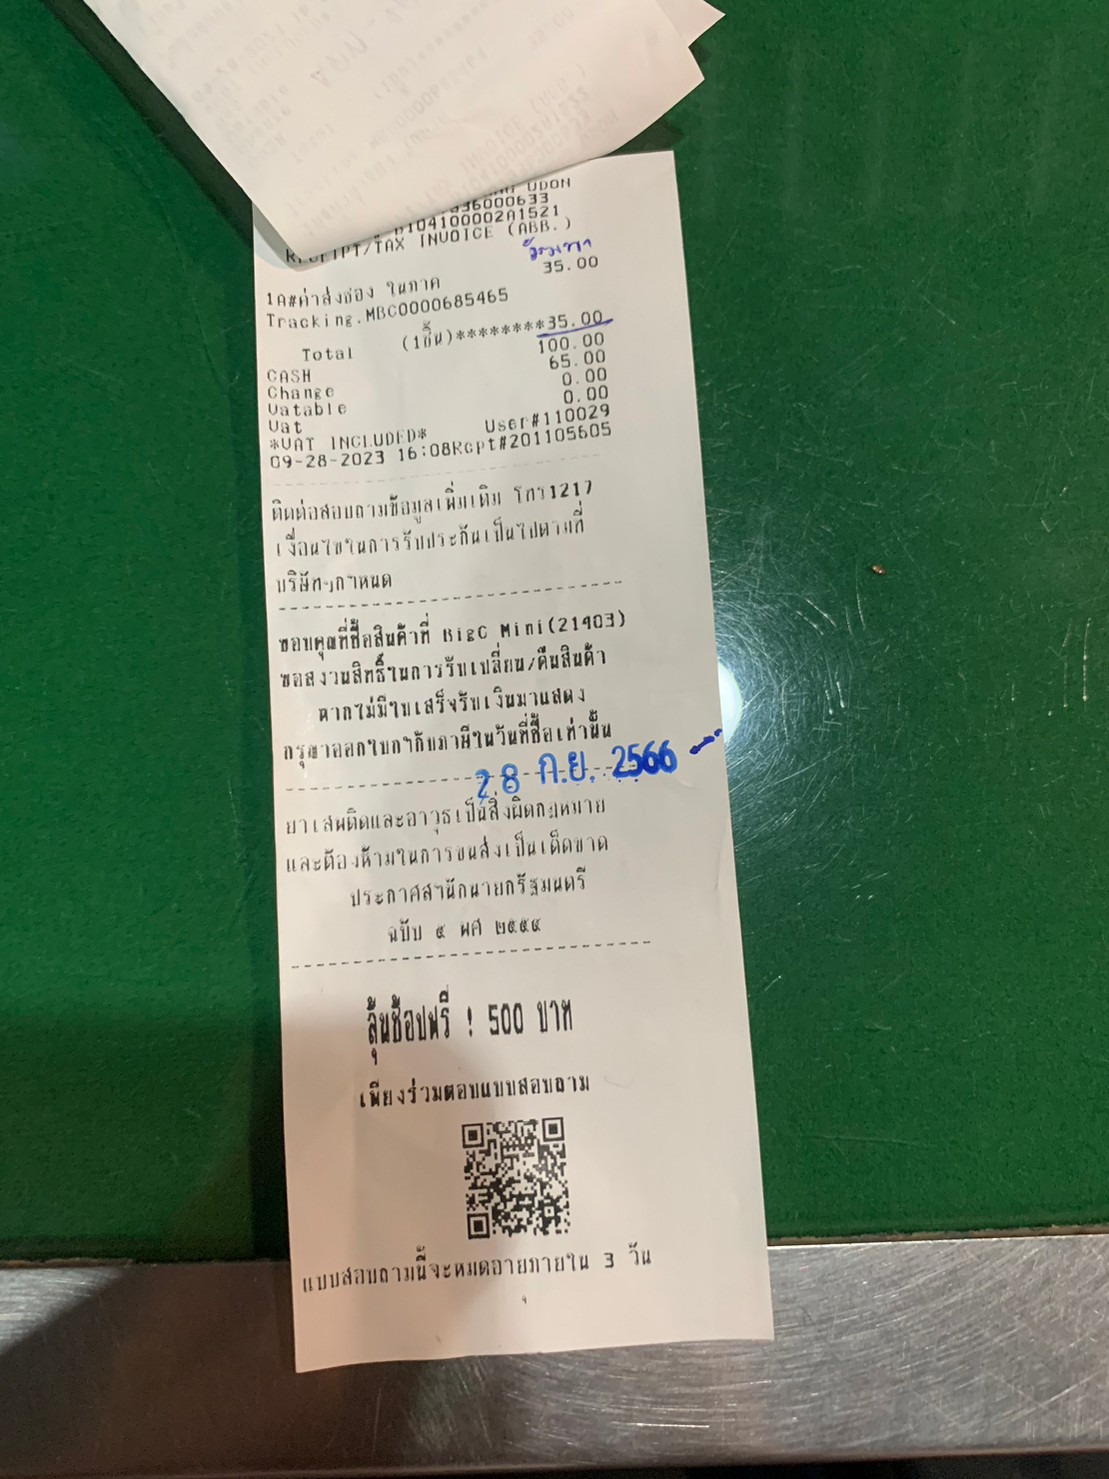 UDON
36000633
104100002A1521
RECEIPT/TAX INVOICE (ABB.)
1A#ค่าส่งของ ในภาค 35.00
Tracking.MBC0000685465
Total (1ชิ้น)********35.00
CASH 100.00
Change 65.00
Vatable 0.00
Vat 0.00
*VAT INCLUDED* User#110029
09-28-2023 16:08Rcpt#201105605
ติดต่อสอบถามข้อมูลเพิ่มเติม โทร1217
เงื่อนไขในการรับประกันเป็นไปตามที่
บริษัทฯกำหนด
ขอบคุณที่ซื้อสินค้าที่ BigC Mini(21403)
ขอสงวนสิทธิ์ในการรับเปลี่ยน/คืนสินค้า
หากไม่มีใบเสร็จรับเงินมาแสดง
กรุณาออกใบกำกับภาษีในวันที่ซื้อเท่านั้น
28 ก.ย. 2566
ยาเสพติดและอาวุธเป็นสิ่งผิดกฎหมาย
และต้องห้ามในการขนส่งเป็นเด็ดขาด
ประกาศสำนักนายกรัฐมนตรี
ฉบับ ๕ พศ ๒๕๕๔
ลุ้นช้อปฟรี ! 500 บาท
เพียงร่วมตอบแบบสอบถาม
แบบสอบถามนี้จะหมดอายุภายใน 3 วัน